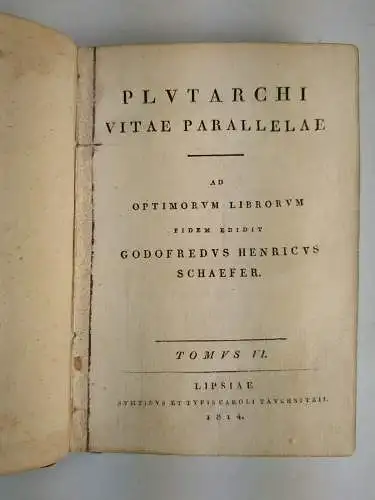 PLVTARCHI
VITAE PARALLELAE
AD
OPTIMORVM LIBRORVM
FIDEM EDIDIT
GODOFREDVS HENRICVS
SCHAEFER.
TOMVS VI.
LIPSIAE
SVMTIBVS ET TYPIS CAROLI TAVCHNITZII.
1814.